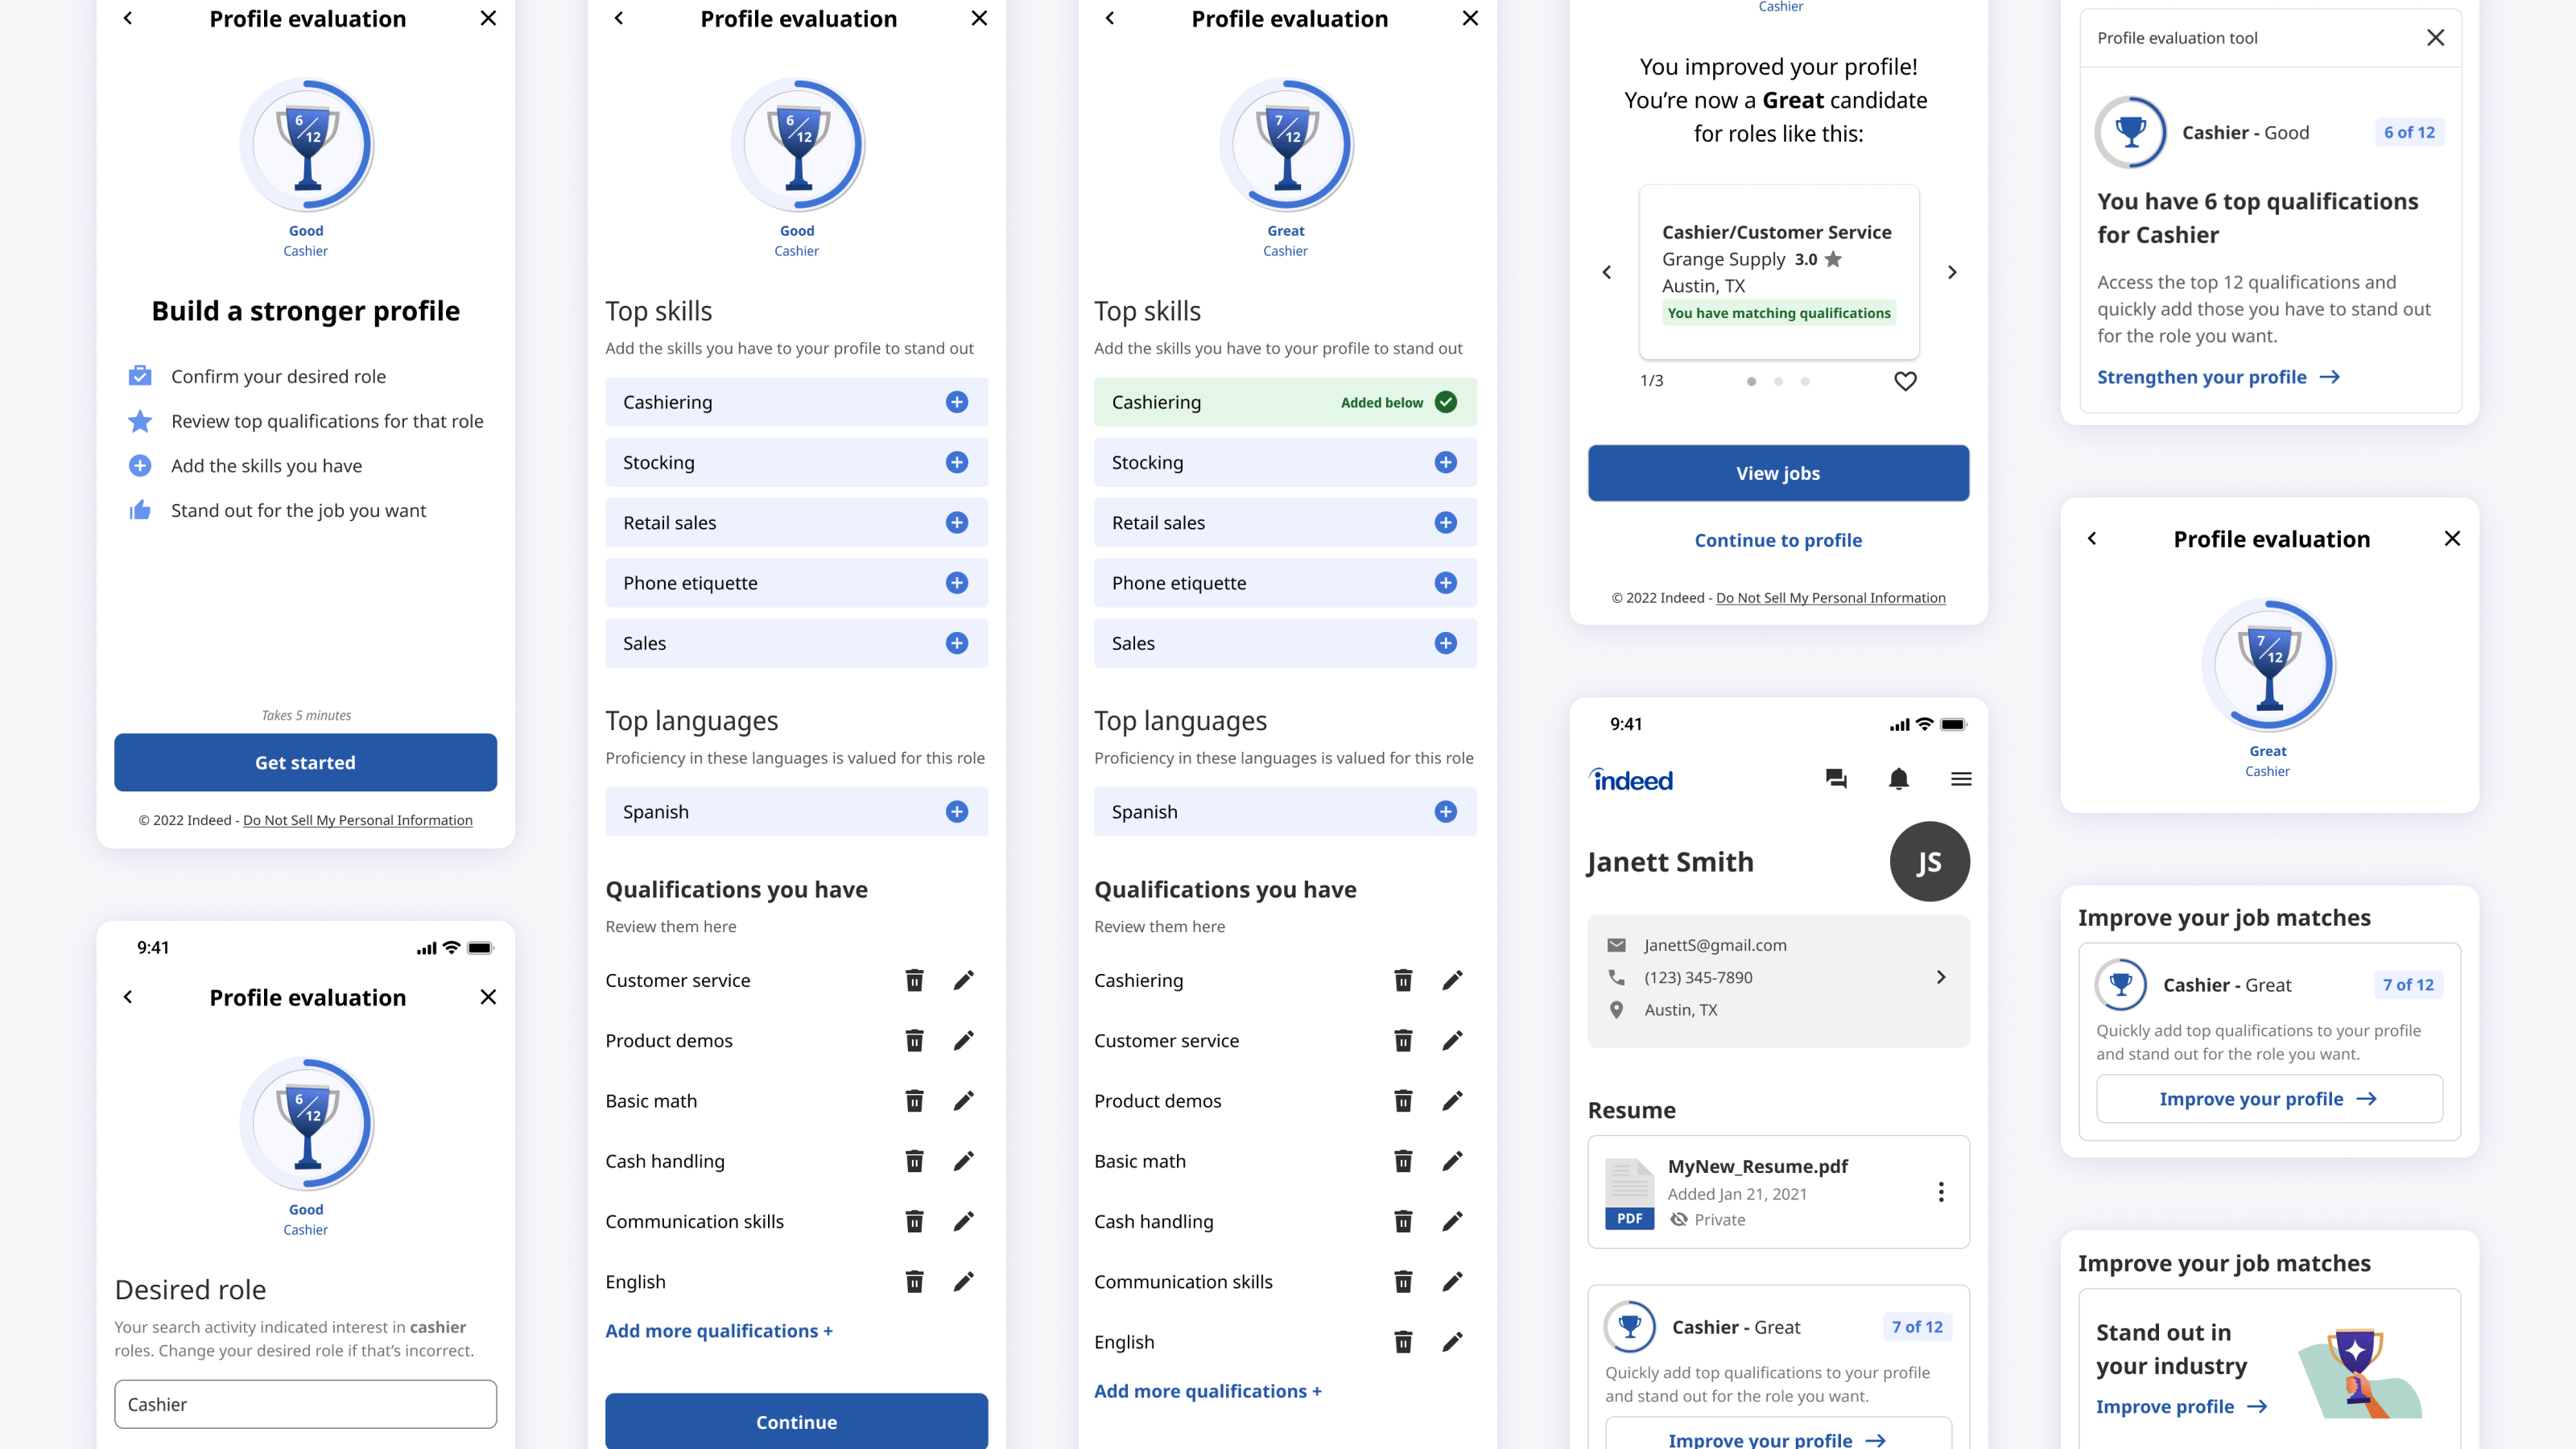 Profile evaluation
6/12
Good
Cashier
Build a stronger profile
Confirm your desired role
Review top qualifications for that role
Add the skills you have
Stand out for the job you want
Takes 5 minutes
Get started
© 2022 Indeed - Do Not Sell My Personal Information
9:41
Profile evaluation
6/12
Good
Cashier
Desired role
Your search activity indicated interest in cashier
roles. Change your desired role if that's incorrect.
Cashier
Profile evaluation
6/12
Good
Cashier
Top skills
Add the skills you have to your profile to stand out
Cashiering
Stocking
Retail sales
Phone etiquette
Sales
Top languages
Proficiency in these languages is valued for this role
Spanish
Qualifications you have
Review them here
Customer service
Product demos
Basic math
Cash handling
Communication skills
English
Add more qualifications +
Continue
Profile evaluation
7/12
Great
Cashier
Top skills
Add the skills you have to your profile to stand out
Cashiering Added below
Stocking
Retail sales
Phone etiquette
Sales
Top languages
Proficiency in these languages is valued for this role
Spanish
Qualifications you have
Review them here
Cashiering
Customer service
Product demos
Basic math
Cash handling
Communication skills
English
Add more qualifications +
Cashier
You improved your profile!
You're now a Great candidate
for roles like this:
Cashier/Customer Service
Grange Supply 3.0
Austin, TX
You have matching qualifications
1/3
View jobs
Continue to profile
© 2022 Indeed - Do Not Sell My Personal Information
9:41
indeed
Janett Smith
JS
JanettS@gmail.com
(123) 345-7890
Austin, TX
Resume
MyNew_Resume.pdf
Added Jan 21, 2021
PDF
Private
Cashier - Great 7 of 12
Quickly add top qualifications to your profile
and stand out for the role you want.
Improve your profile
Profile evaluation tool
Cashier - Good 6 of 12
You have 6 top qualifications
for Cashier
Access the top 12 qualifications and
quickly add those you have to stand out
for the role you want.
Strengthen your profile
Profile evaluation
7/12
Great
Cashier
Improve your job matches
Cashier - Great 7 of 12
Quickly add top qualifications to your profile
and stand out for the role you want.
Improve your profile
Improve your job matches
Stand out in
your industry
Improve profile